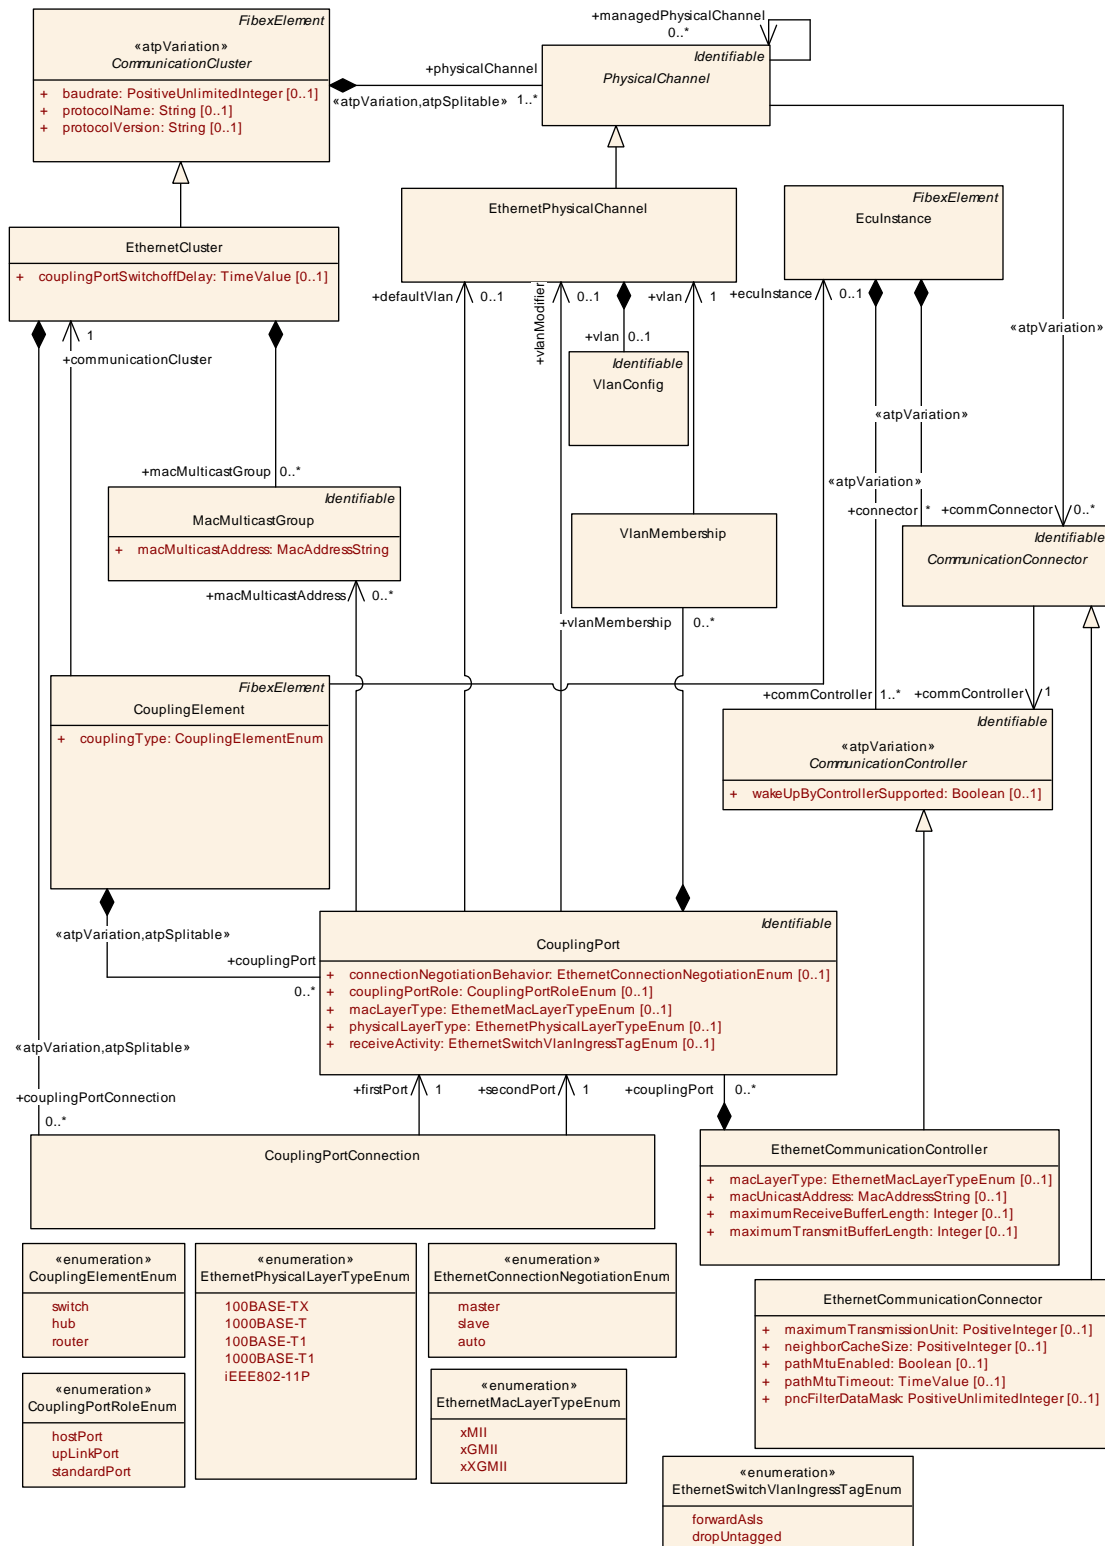 FibexElement
«atpVariation»
CommunicationCluster
+ baudrate: PositiveUnlimitedInteger [0..1]
+ protocolName: String [0..1]
+ protocolVersion: String [0..1]
+managedPhysicalChannel
0..*
Identifiable
PhysicalChannel
+physicalChannel
«atpVariation,atpSplitable» 1..*
EthernetPhysicalChannel
FibexElement
EcuInstance
EthernetCluster
+ couplingPortSwitchoffDelay: TimeValue [0..1]
+defaultVlan 0..1
+vlanModifier 0..1
+vlan 1
+ecuInstance 0..1
1
+communicationCluster
+vlan 0..1
«atpVariation»
Identifiable
VlanConfig
«atpVariation»
+macMulticastGroup 0..*
«atpVariation»
Identifiable
MacMulticastGroup
+ macMulticastAddress: MacAddressString
VlanMembership
+connector *
+commConnector 0..*
Identifiable
CommunicationConnector
+macMulticastAddress 0..*
+vlanMembership 0..*
FibexElement
CouplingElement
+ couplingType: CouplingElementEnum
+commController 1..*
+commController 1
Identifiable
«atpVariation»
CommunicationController
+ wakeUpByControllerSupported: Boolean [0..1]
«atpVariation,atpSplitable»
+couplingPort
0..*
Identifiable
CouplingPort
+ connectionNegotiationBehavior: EthernetConnectionNegotiationEnum [0..1]
+ couplingPortRole: CouplingPortRoleEnum [0..1]
+ macLayerType: EthernetMacLayerTypeEnum [0..1]
+ physicalLayerType: EthernetPhysicalLayerTypeEnum [0..1]
+ receiveActivity: EthernetSwitchVlanIngressTagEnum [0..1]
«atpVariation,atpSplitable»
+couplingPortConnection
0..*
+firstPort 1
+secondPort 1
+couplingPort 0..*
CouplingPortConnection
EthernetCommunicationController
+ macLayerType: EthernetMacLayerTypeEnum [0..1]
+ macUnicastAddress: MacAddressString [0..1]
+ maximumReceiveBufferLength: Integer [0..1]
+ maximumTransmitBufferLength: Integer [0..1]
«enumeration»
CouplingElementEnum
switch
hub
router
«enumeration»
EthernetPhysicalLayerTypeEnum
100BASE-TX
1000BASE-T
100BASE-T1
1000BASE-T1
iEEE802-11P
«enumeration»
EthernetConnectionNegotiationEnum
master
slave
auto
EthernetCommunicationConnector
+ maximumTransmissionUnit: PositiveInteger [0..1]
+ neighborCacheSize: PositiveInteger [0..1]
+ pathMtuEnabled: Boolean [0..1]
+ pathMtuTimeout: TimeValue [0..1]
+ pncFilterDataMask: PositiveUnlimitedInteger [0..1]
«enumeration»
CouplingPortRoleEnum
hostPort
upLinkPort
standardPort
«enumeration»
EthernetMacLayerTypeEnum
xMII
xGMII
xXGMII
«enumeration»
EthernetSwitchVlanIngressTagEnum
forwardAsIs
dropUntagged